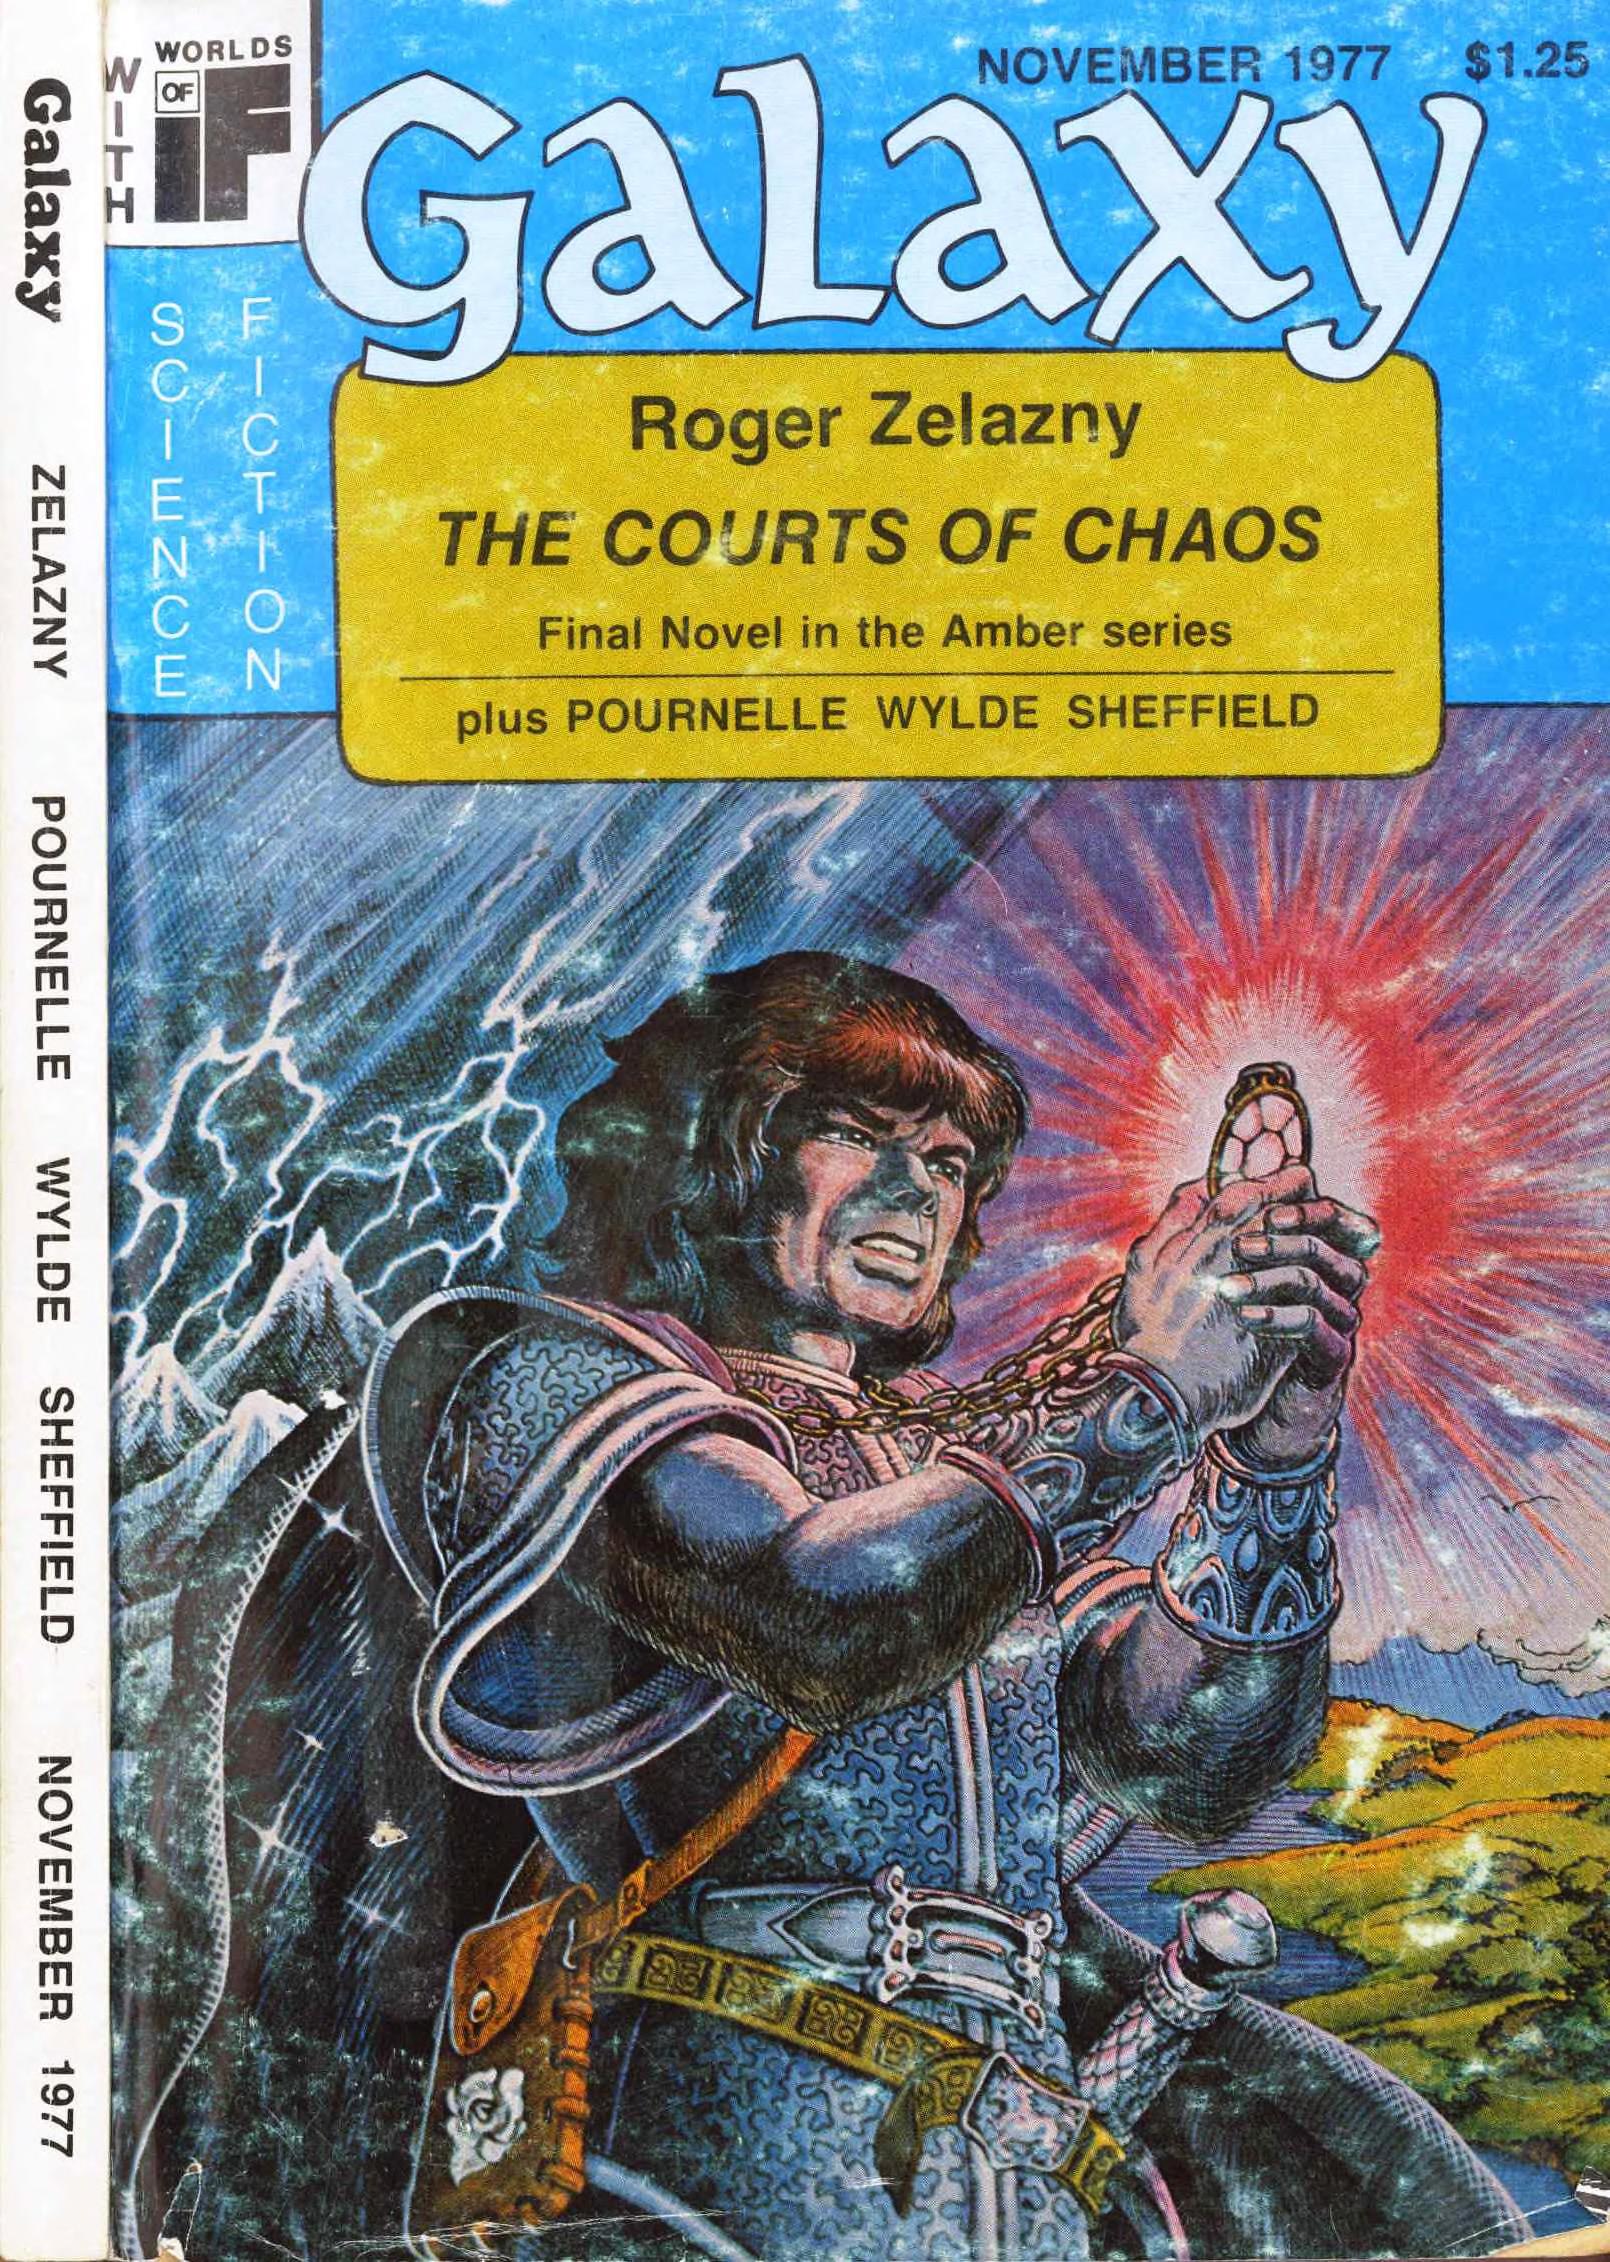 Galaxy ZELAZNY POURNELLE WYLDE SHEFFIELD NOVEMBER 1977
WITH
WORLDS
OF
IF
NOVEMBER 1977 $1.25
Galaxy
SCIENCE
FICTION
Roger Zelazny
THE COURTS OF CHAOS
Final Novel in the Amber series
plus POURNELLE WYLDE SHEFFIELD